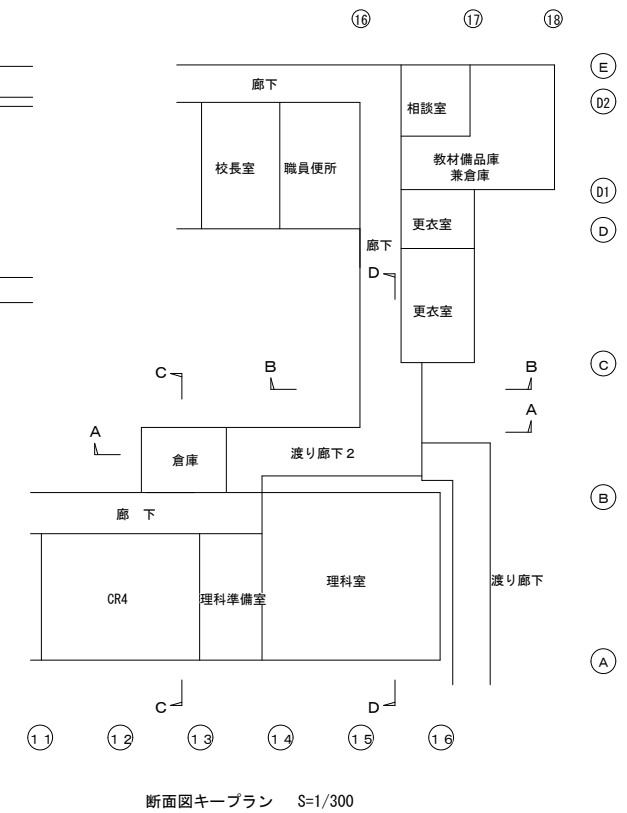 ⑯ ⑰ ⑱
廊下
E
相談室
D2
校長室
職員便所
教材備品庫
兼倉庫
D1
更衣室
D
廊下
D
更衣室
C
C
B
B
A
A
倉庫
渡り廊下2
B
廊 下
CR4
理科準備室
理科室
渡り廊下
A
C
D
11 12 13 14 15 16
断面図キープラン S=1/300